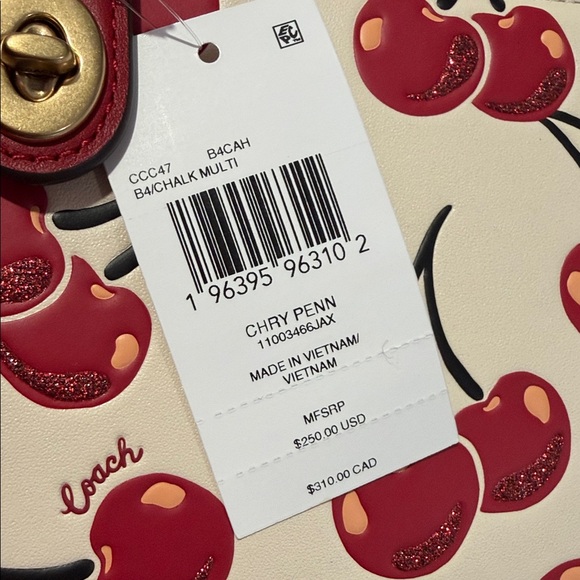 CCC47 B4CAH
B4/CHALK MULTI
1 96395 96310 2
CHRY PENN
11003466JAX
MADE IN VIETNAM/
VIETNAM
MFSRP
$250.00 USD
$310.00 CAD
Coach